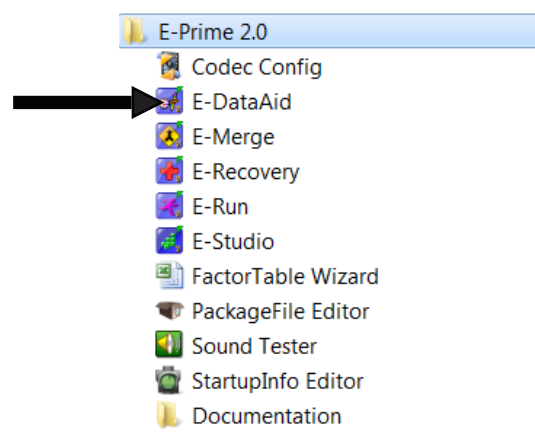 E-Prime 2.0
Codec Config
E-DataAid
E-Merge
E-Recovery
E-Run
E-Studio
FactorTable Wizard
PackageFile Editor
Sound Tester
StartupInfo Editor
Documentation